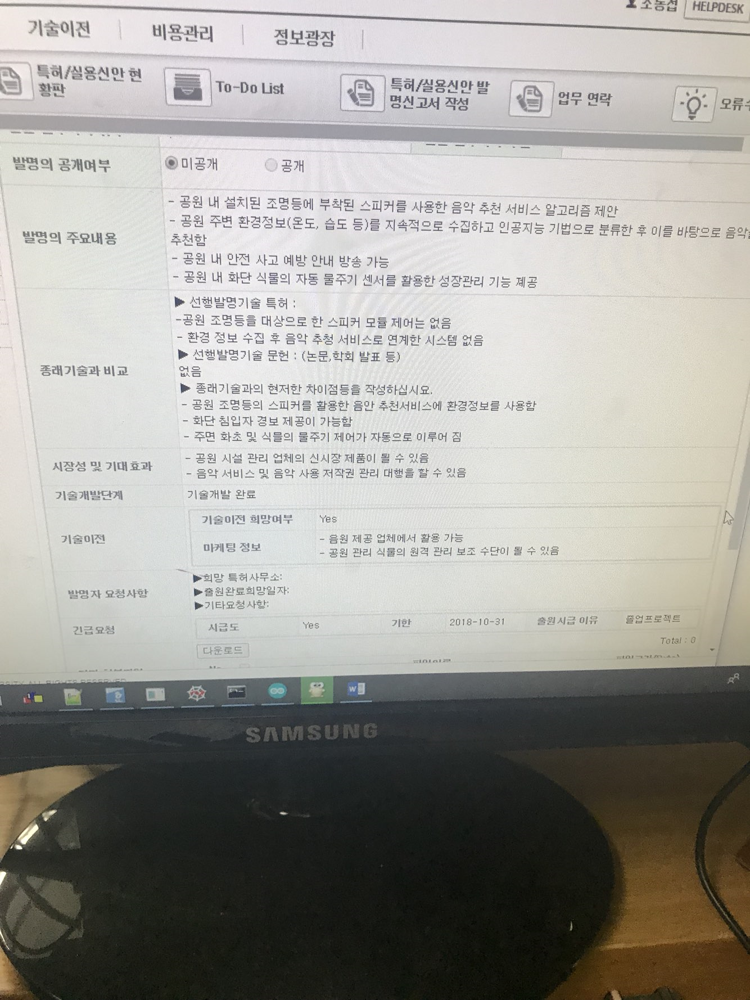 소동섭 HELPDESK
기술이전 비용관리 정보광장
특허/실용신안 현황판 To-Do List 특허/실용신안 발명신고서 작성 업무 연락
발명의 공개여부 미공개 공개
발명의 주요내용
- 공원 내 설치된 조명등에 부착된 스피커를 사용한 음악 추천 서비스 알고리즘 제안
- 공원 주변 환경정보(온도, 습도 등)를 지속적으로 수집하고 인공지능 기법으로 분류한 후 이를 바탕으로 음악을
추천함
- 공원 내 안전 사고 예방 안내 방송 가능
- 공원 내 화단 식물의 자동 물주기 센서를 활용한 성장관리 기능 제공
종래기술과 비교
▶ 선행발명기술 특허 :
-공원 조명등을 대상으로 한 스피커 모듈 제어는 없음
- 환경 정보 수집 후 음악 추청 서비스로 연계한 시스템 없음
▶ 선행발명기술 문헌 : (논문,학회 발표 등)
없음
▶ 종래기술과의 현저한 차이점등을 작성하십시요.
- 공원 조명등의 스피커를 활용한 음안 추천서비스에 환경정보를 사용함
- 화단 침입자 경보 제공이 가능함
- 주면 화초 및 식믈의 물주기 제어가 자동으로 이루어 짐
시장성 및 기대효과
- 공원 시설 관리 업체의 신시장 제품이 될 수 있음
- 음악 서비스 및 음악 사용 저작권 관리 대행을 할 수 있음
기술개발단계 기술개발 완료
기술이전
기술이전 희망여부 Yes
마케팅 정보
- 음원 제공 업체에서 활용 가능
- 공원 관리 식물의 원격 관리 보조 수단이 될 수 있음
발명자 요청사항
▶희망 특허사무소:
▶출원완료희망일자:
▶기타요청사항:
긴급요청 시급도 Yes 기한 2018-10-31 출원시급 이유 졸업프로젝트
Total : 0
다운로드
SAMSUNG